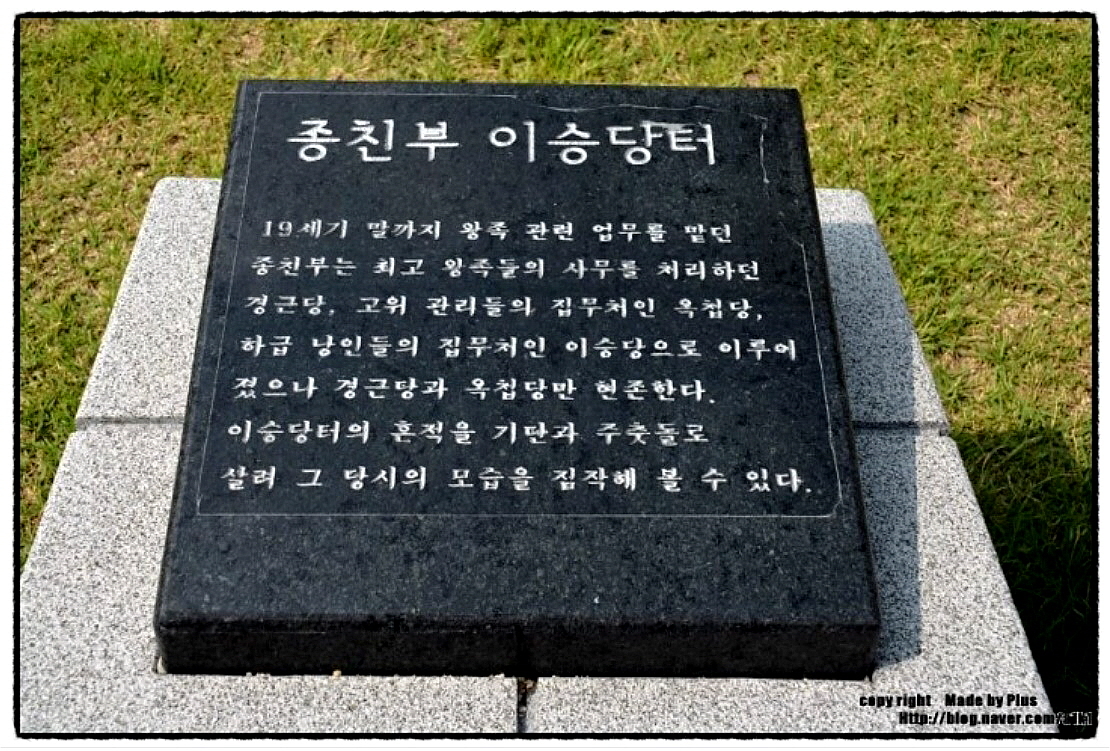 종친부 이승당터
19세기 말까지 왕족 관련 업무를 맡던
종친부는 최고 왕족들의 사무를 처리하던
경근당, 고위 관리들의 집무처인 옥첩당,
하급 낭인들의 집무처인 이승당으로 이루어
졌으나 경근당과 옥첩당만 현존한다.
이승당터의 흔적을 기단과 주춧돌로
살려 그 당시의 모습을 짐작해 볼 수 있다.
copy right Made by Plus